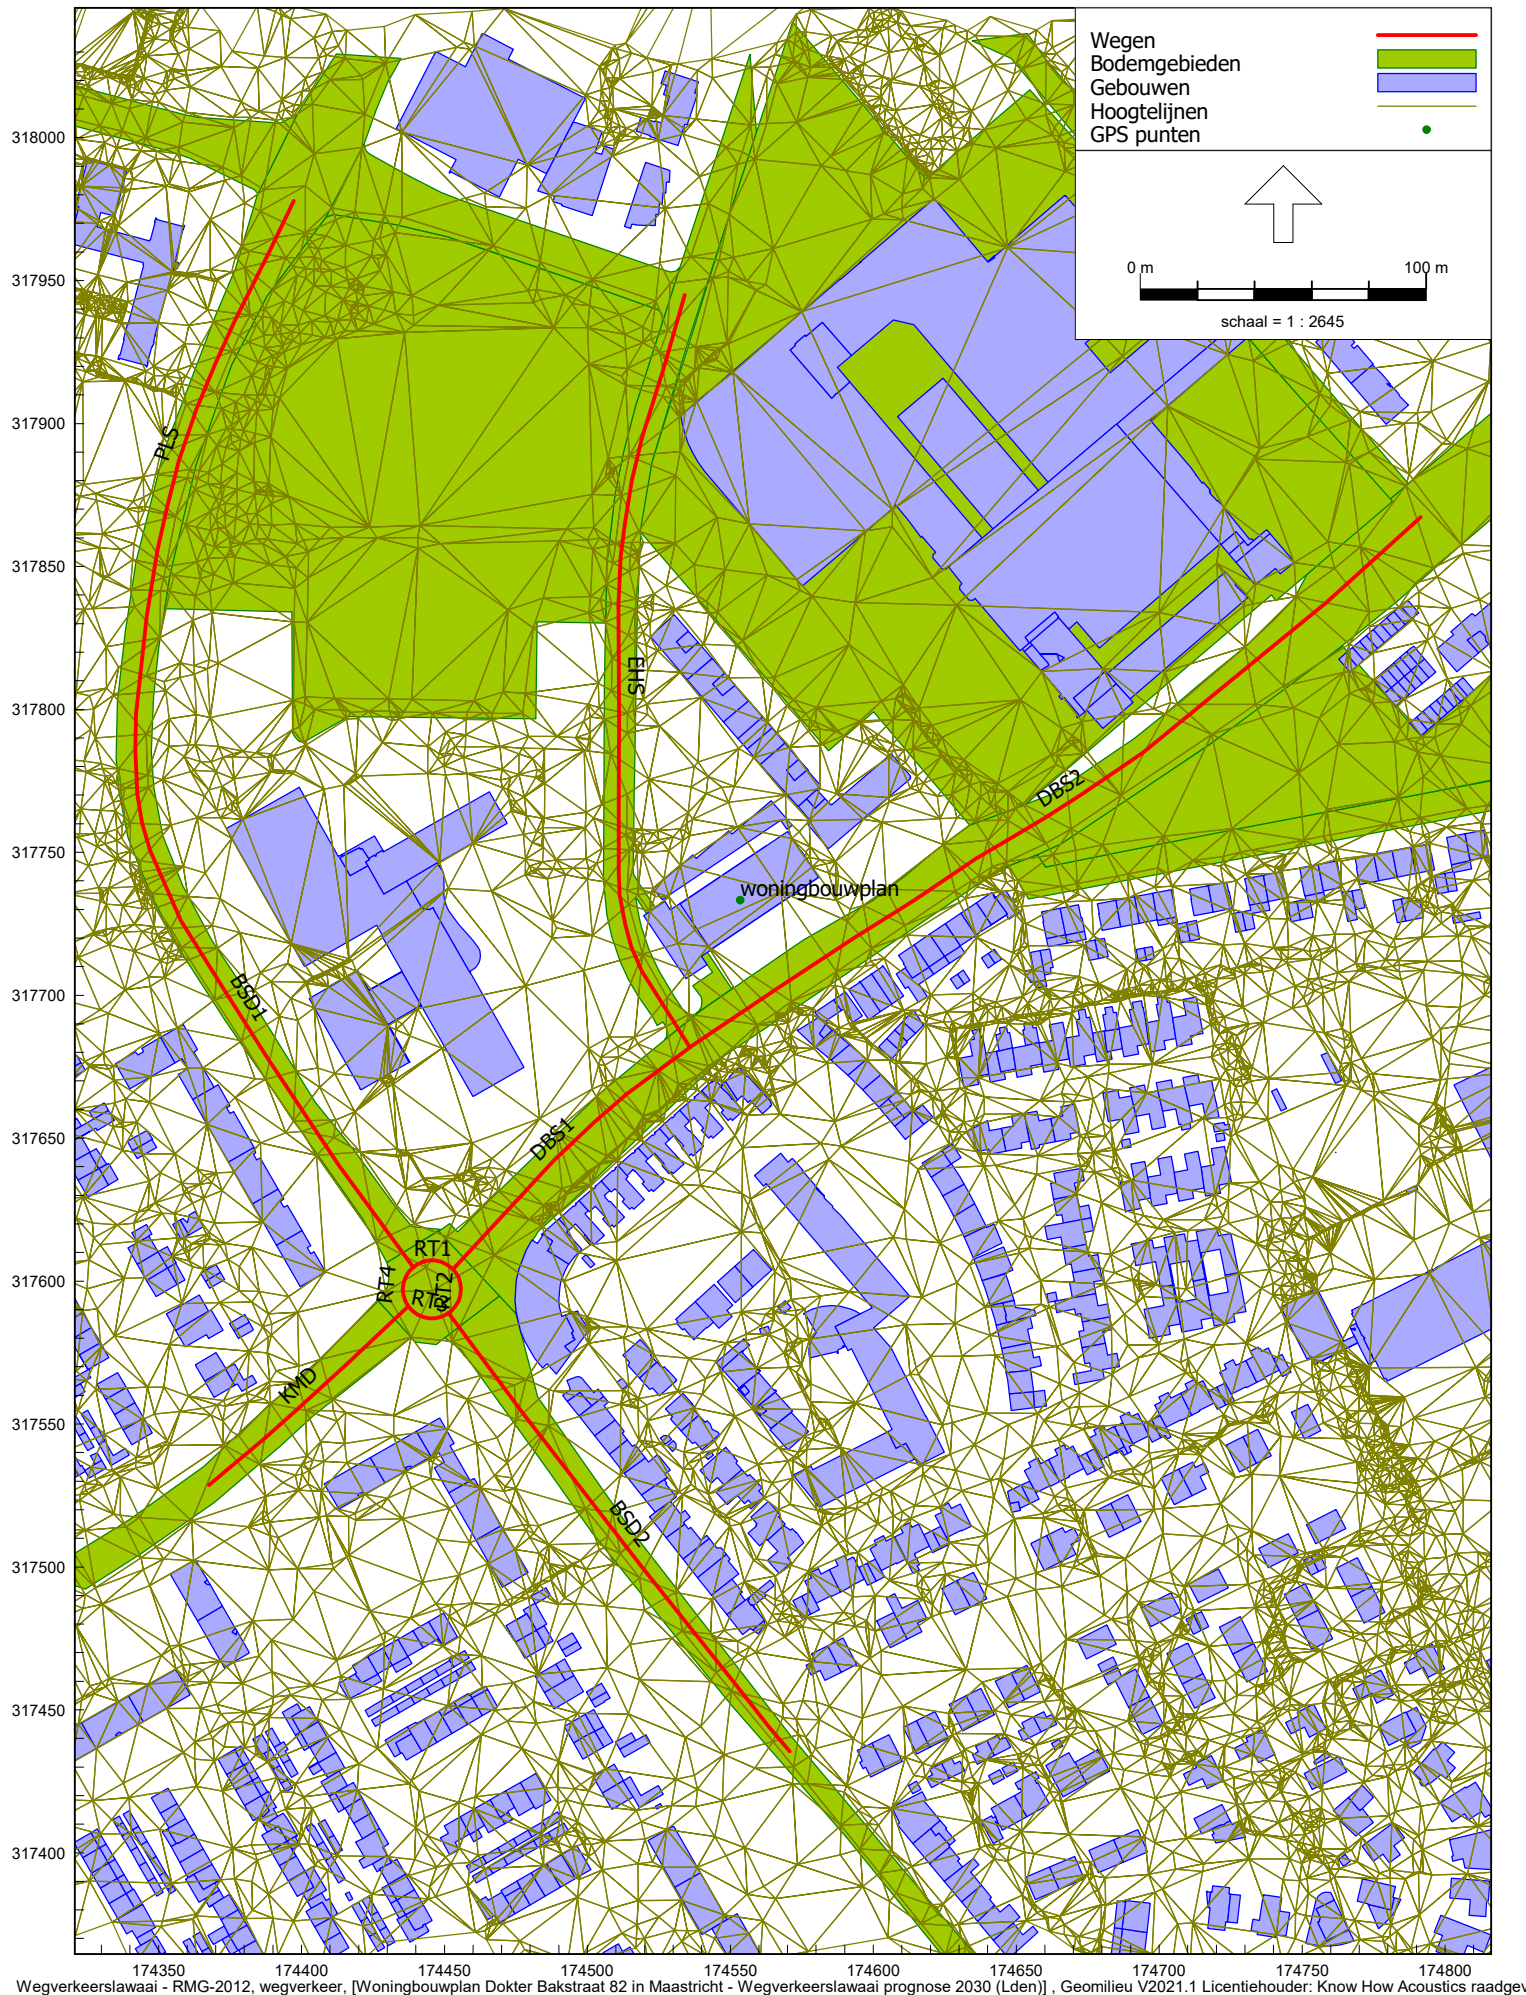 Wegen
Bodemgebieden
Gebouwen
Hoogtelijnen
GPS punten
0 m 100 m
schaal = 1 : 2645
318000
317950
317900
317850
317800
317750
317700
317650
317600
317550
317500
317450
317400
PLS
EHS
DBS2
woningbouwplan
BSD1
DBS1
RT1
RT4
RT2
RT3
KMD
BSD2
174350 174400 174450 174500 174550 174600 174650 174700 174750 174800
Wegverkeerslawaai - RMG-2012, wegverkeer, [Woningbouwplan Dokter Bakstraat 82 in Maastricht - Wegverkeerslawaai prognose 2030 (Lden)] , Geomilieu V2021.1 Licentiehouder: Know How Acoustics raadgev